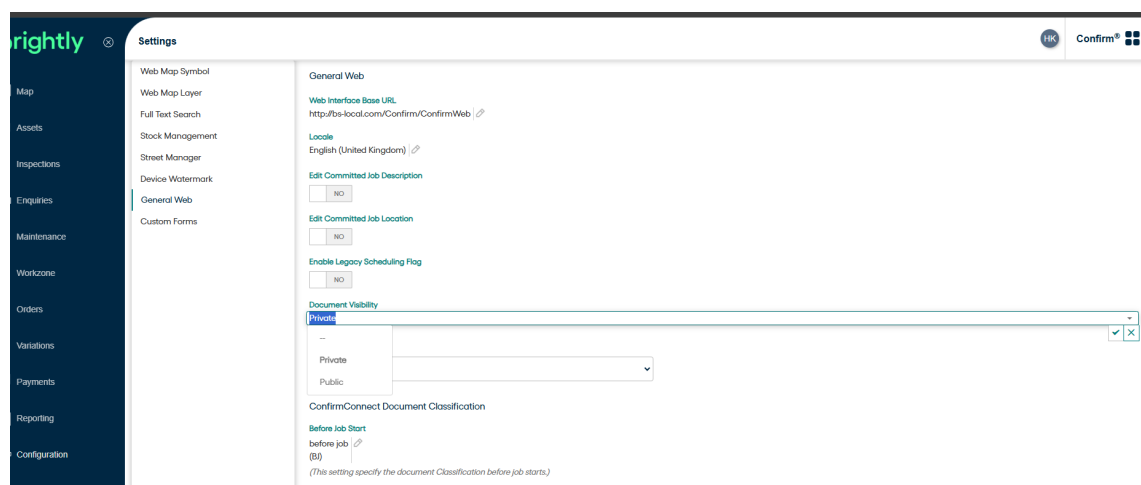 rightly
Settings
HK
Confirm®
Map
Assets
Inspections
Enquiries
Maintenance
Workzone
Orders
Variations
Payments
Reporting
Configuration
Web Map Symbol
Web Map Layer
Full Text Search
Stock Management
Street Manager
Device Watermark
General Web
Custom Forms
General Web
Web Interface Base URL
http://bs-local.com/Confirm/ConfirmWeb
Locale
English (United Kingdom)
Edit Committed Job Description
NO
Edit Committed Job Location
NO
Enable Legacy Scheduling Flag
NO
Document Visibility
Private
--
Private
Public
ConfirmConnect Document Classification
Before Job Start
before job
(BJ)
(This setting specify the document Classification before job starts.)